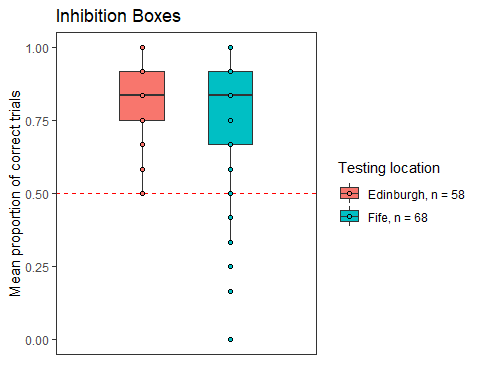 Inhibition Boxes
Mean proportion of correct trials
1.00
0.75
0.50
0.25
0.00
Testing location
Edinburgh, n = 58
Fife, n = 68